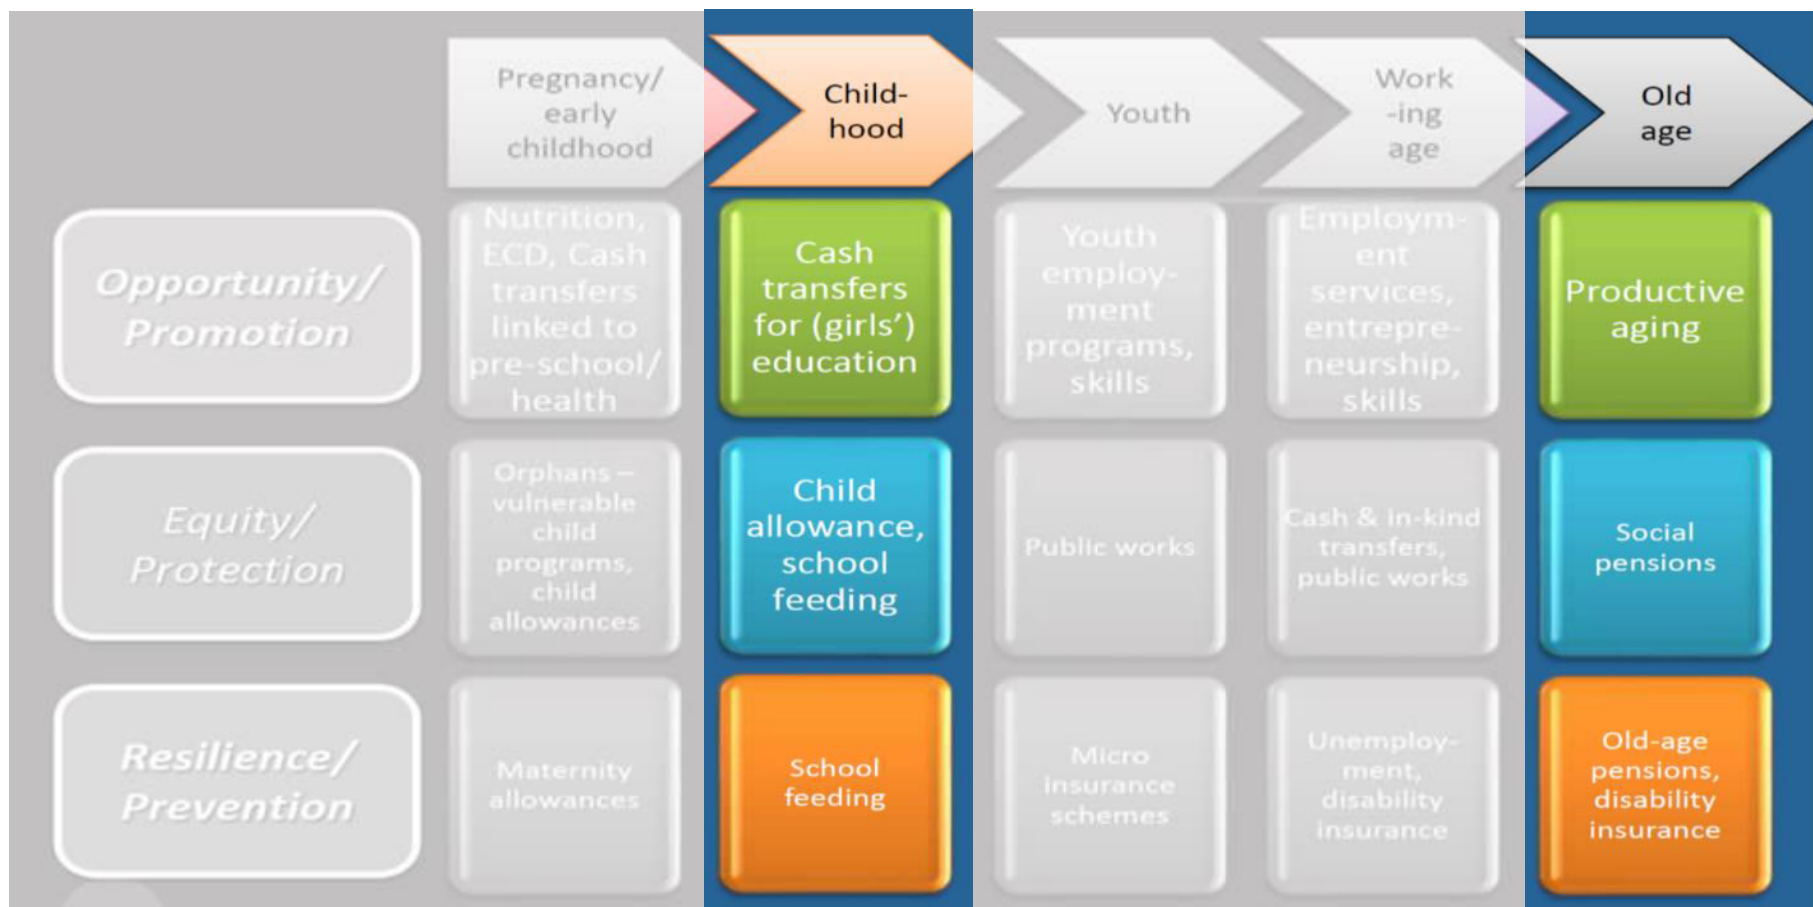 Pregnancy/
early
childhood
Child-
hood
Youth
Work
-ing
age
Old
age
Opportunity/
Promotion
Nutrition,
ECD, Cash
transfers
linked to
pre-school/
health
Cash
transfers
for (girls’)
education
Youth
employ-
ment
programs,
skills
Employm-
ent
services,
entrepre-
neurship,
skills
Productive
aging
Equity/
Protection
Orphans –
vulnerable
child
programs,
child
allowances
Child
allowance,
school
feeding
Public works
Cash & in-kind
transfers,
public works
Social
pensions
Resilience/
Prevention
Maternity
allowances
School
feeding
Micro
insurance
schemes
Unemploy-
ment,
disability
insurance
Old-age
pensions,
disability
insurance